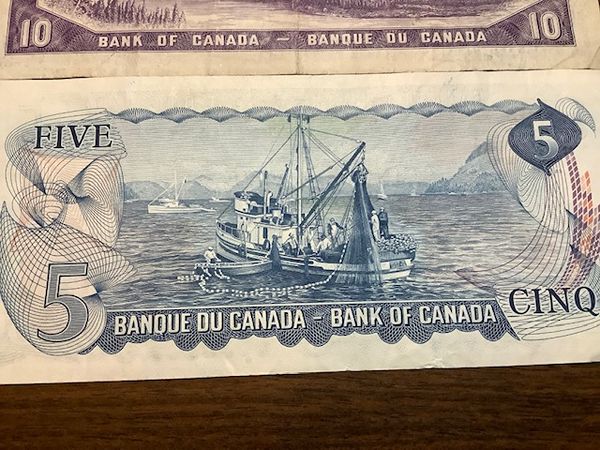 10 BANK OF CANADA – BANQUE DU CANADA 10
FIVE 5
5 CINQ
BANQUE DU CANADA – BANK OF CANADA